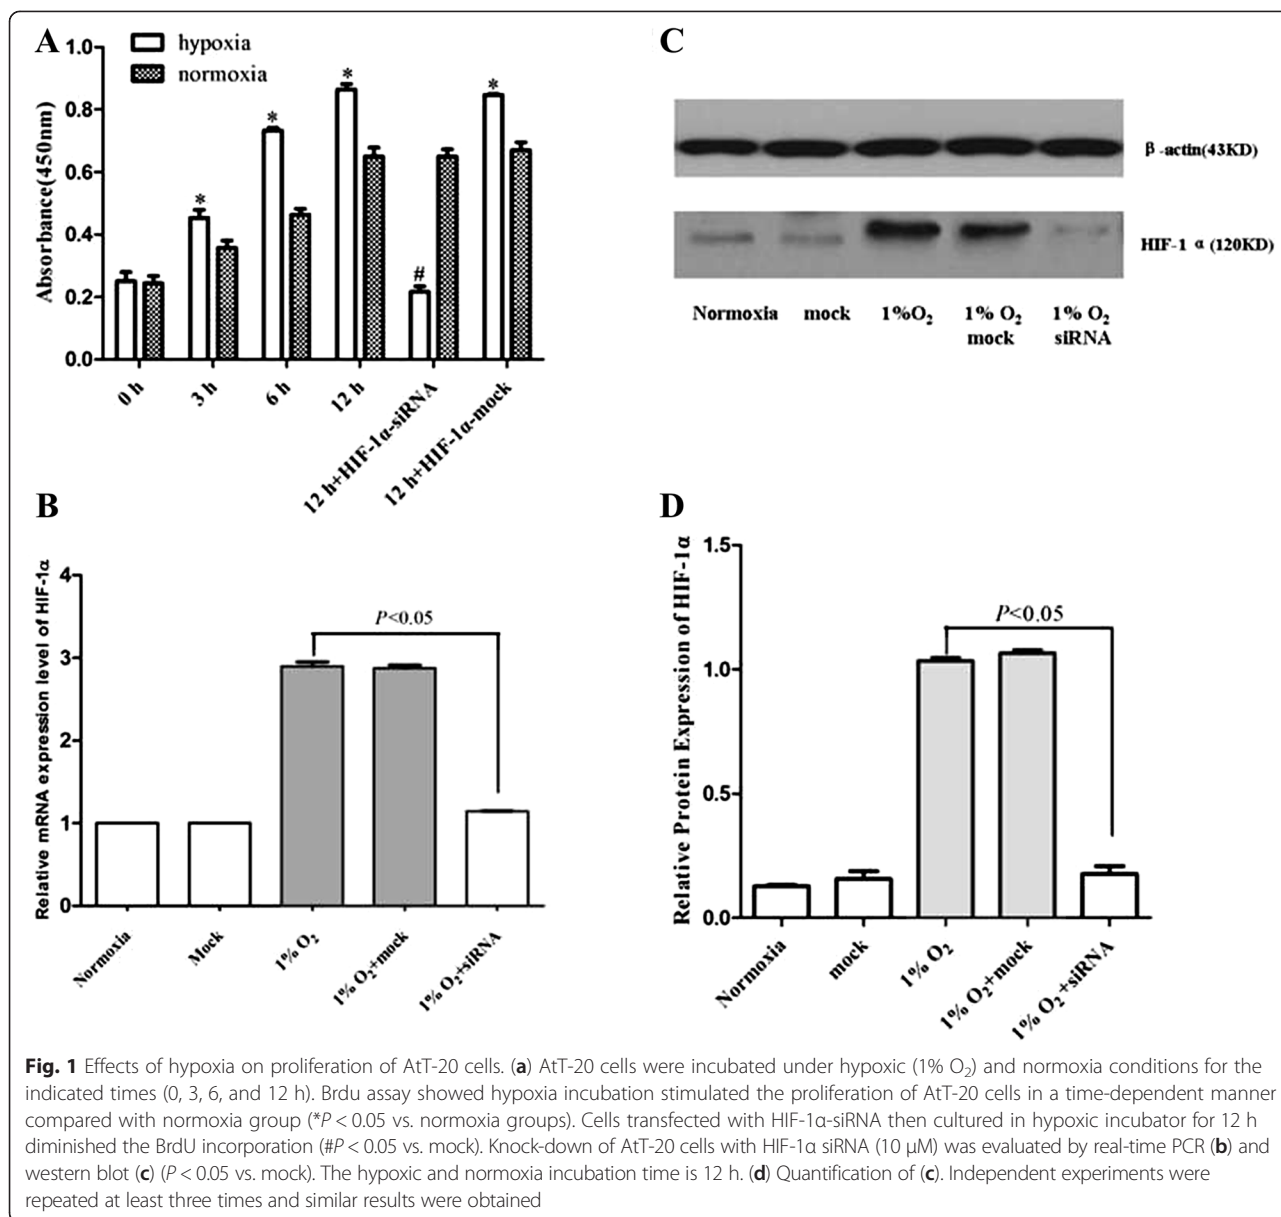 A
hypoxia
normoxia
Absorbance(450nm)
1.0
0.8
0.6
0.4
0.2
0.0
*
*
*
#
*
0 h
3 h
6 h
12 h
12 h+HIF-1α-siRNA
12 h+HIF-1α-mock
C
β-actin(43KD)
HIF-1 α (120KD)
Normoxia
mock
1%O₂
1% O₂ mock
1% O₂ siRNA
B
Relative mRNA expression level of HIF-1α
4
3
2
1
0
P<0.05
Normoxia
Mock
1% O₂
1% O₂+mock
1% O₂+siRNA
D
Relative Protein Expression of HIF-1α
1.5
1.0
0.5
0.0
P<0.05
Normoxia
mock
1% O₂
1% O₂+mock
1% O₂+siRNA
Fig. 1 Effects of hypoxia on proliferation of AtT-20 cells. (a) AtT-20 cells were incubated under hypoxic (1% O₂) and normoxia conditions for the
indicated times (0, 3, 6, and 12 h). Brdu assay showed hypoxia incubation stimulated the proliferation of AtT-20 cells in a time-dependent manner
compared with normoxia group (*P < 0.05 vs. normoxia groups). Cells transfected with HIF-1α-siRNA then cultured in hypoxic incubator for 12 h
diminished the BrdU incorporation (#P < 0.05 vs. mock). Knock-down of AtT-20 cells with HIF-1α siRNA (10 μM) was evaluated by real-time PCR (b) and
western blot (c) (P < 0.05 vs. mock). The hypoxic and normoxia incubation time is 12 h. (d) Quantification of (c). Independent experiments were
repeated at least three times and similar results were obtained